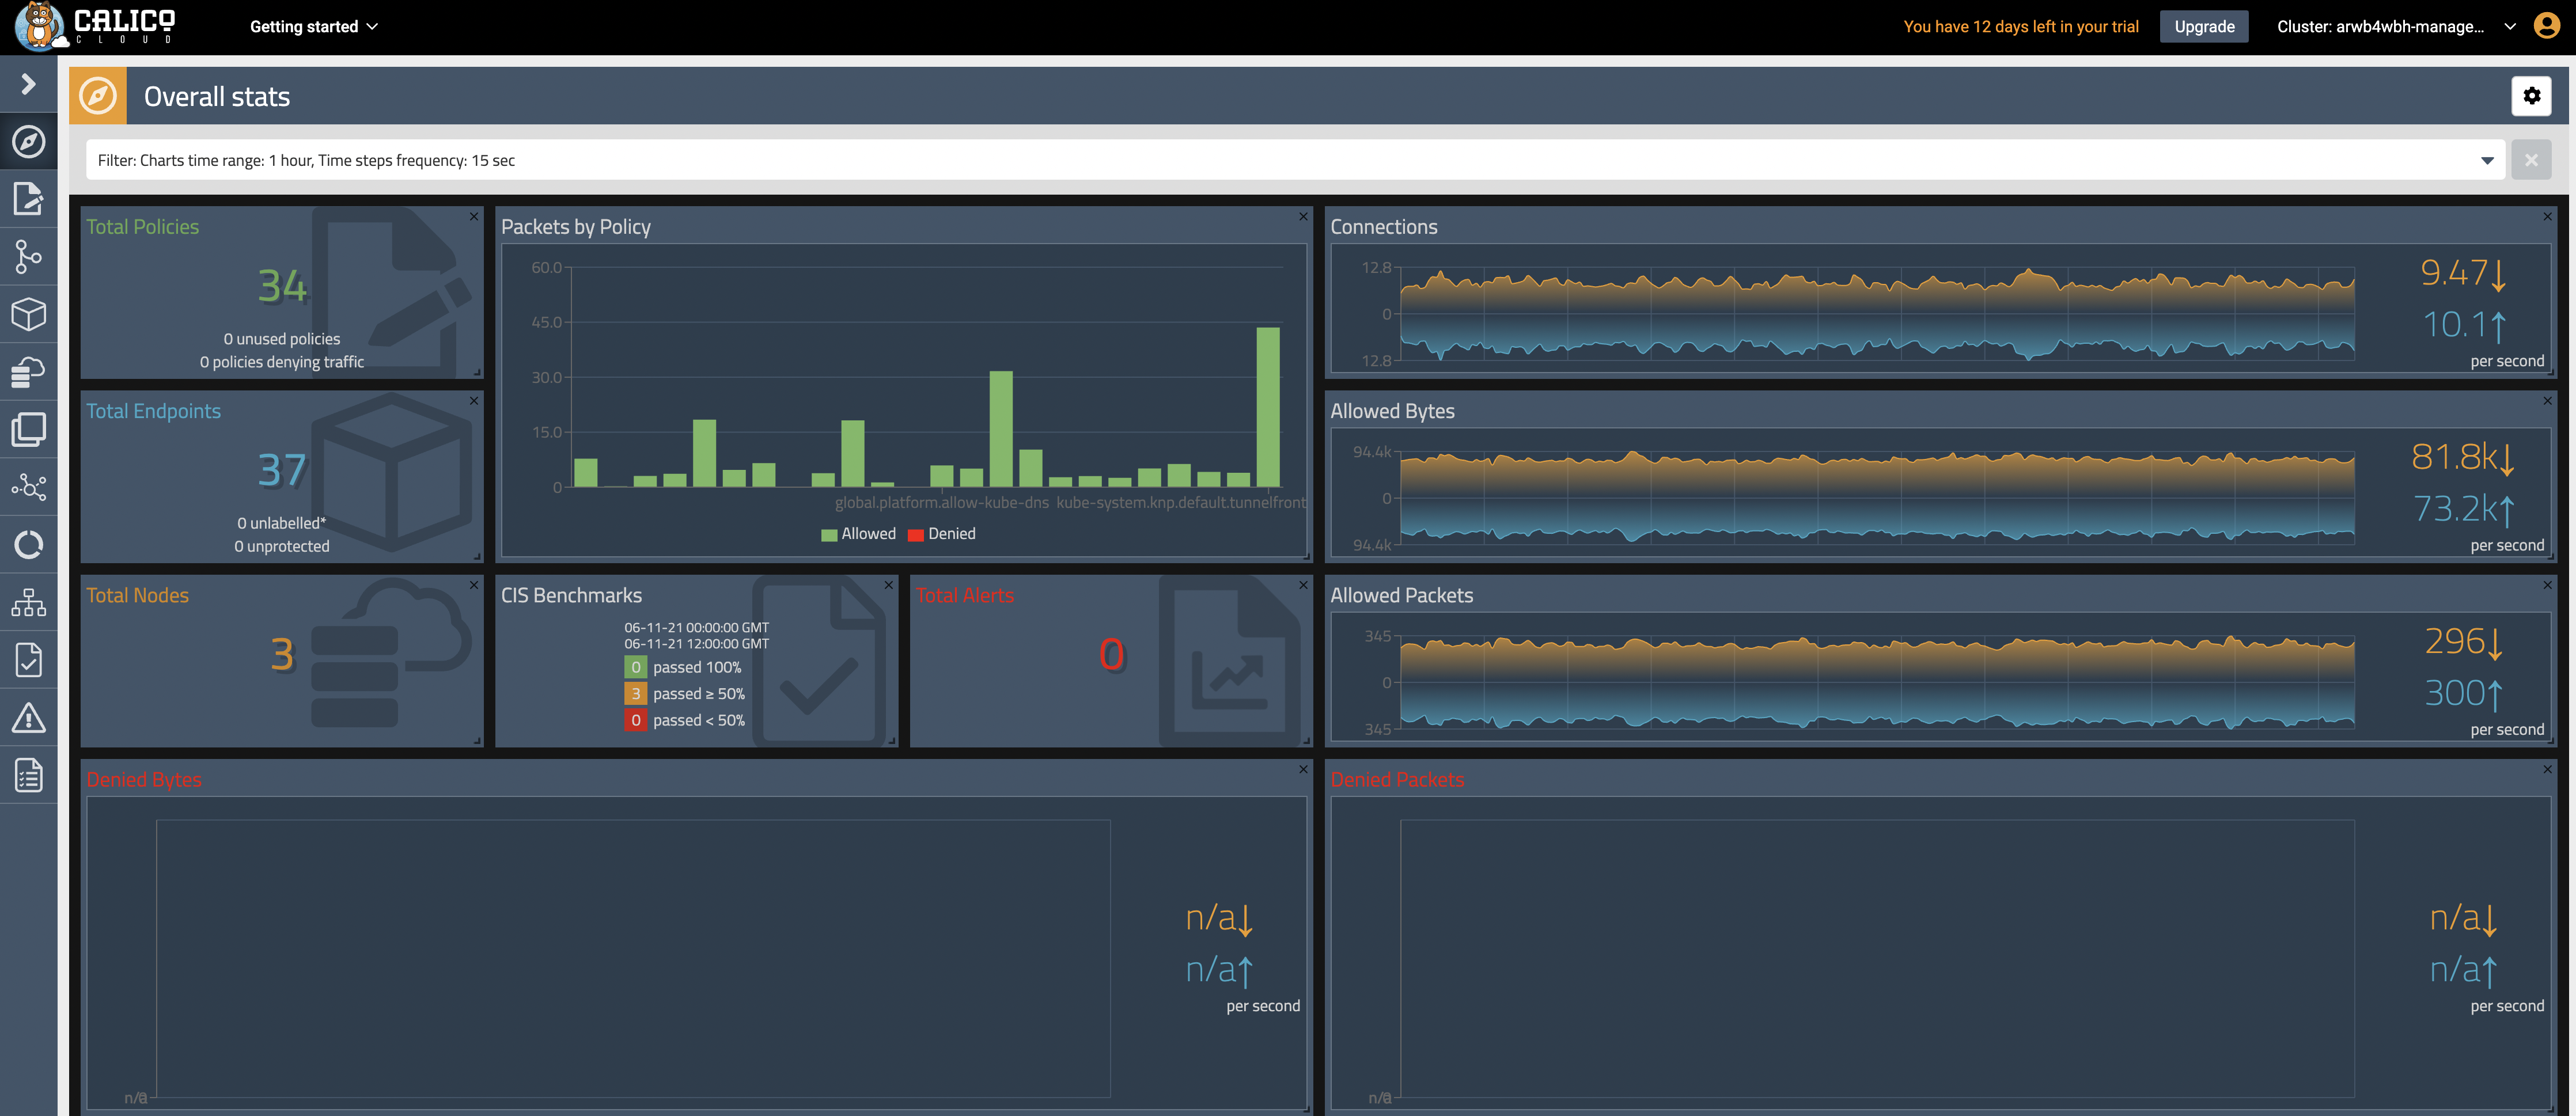 CALICO
CLOUD
Getting started
You have 12 days left in your trial
Upgrade
Cluster: arwb4wbh-manage...
Overall stats
Filter: Charts time range: 1 hour, Time steps frequency: 15 sec
Total Policies
34
0 unused policies
0 policies denying traffic
Packets by Policy
60.0
45.0
30.0
15.0
0
global.platform.allow-kube-dns
kube-system.knp.default.tunnelfront
Allowed
Denied
Connections
12.8
0
12.8
9.47↓
10.1↑
per second
Total Endpoints
37
0 unlabelled*
0 unprotected
Allowed Bytes
94.4k
0
94.4k
81.8k↓
73.2k↑
per second
Total Nodes
3
CIS Benchmarks
06-11-21 00:00:00 GMT
06-11-21 12:00:00 GMT
0 passed 100%
3 passed ≥ 50%
0 passed < 50%
Total Alerts
0
Allowed Packets
345
0
345
296↓
300↑
per second
Denied Bytes
n/a
n/a↓
n/a↑
per second
Denied Packets
n/a
n/a↓
n/a↑
per second